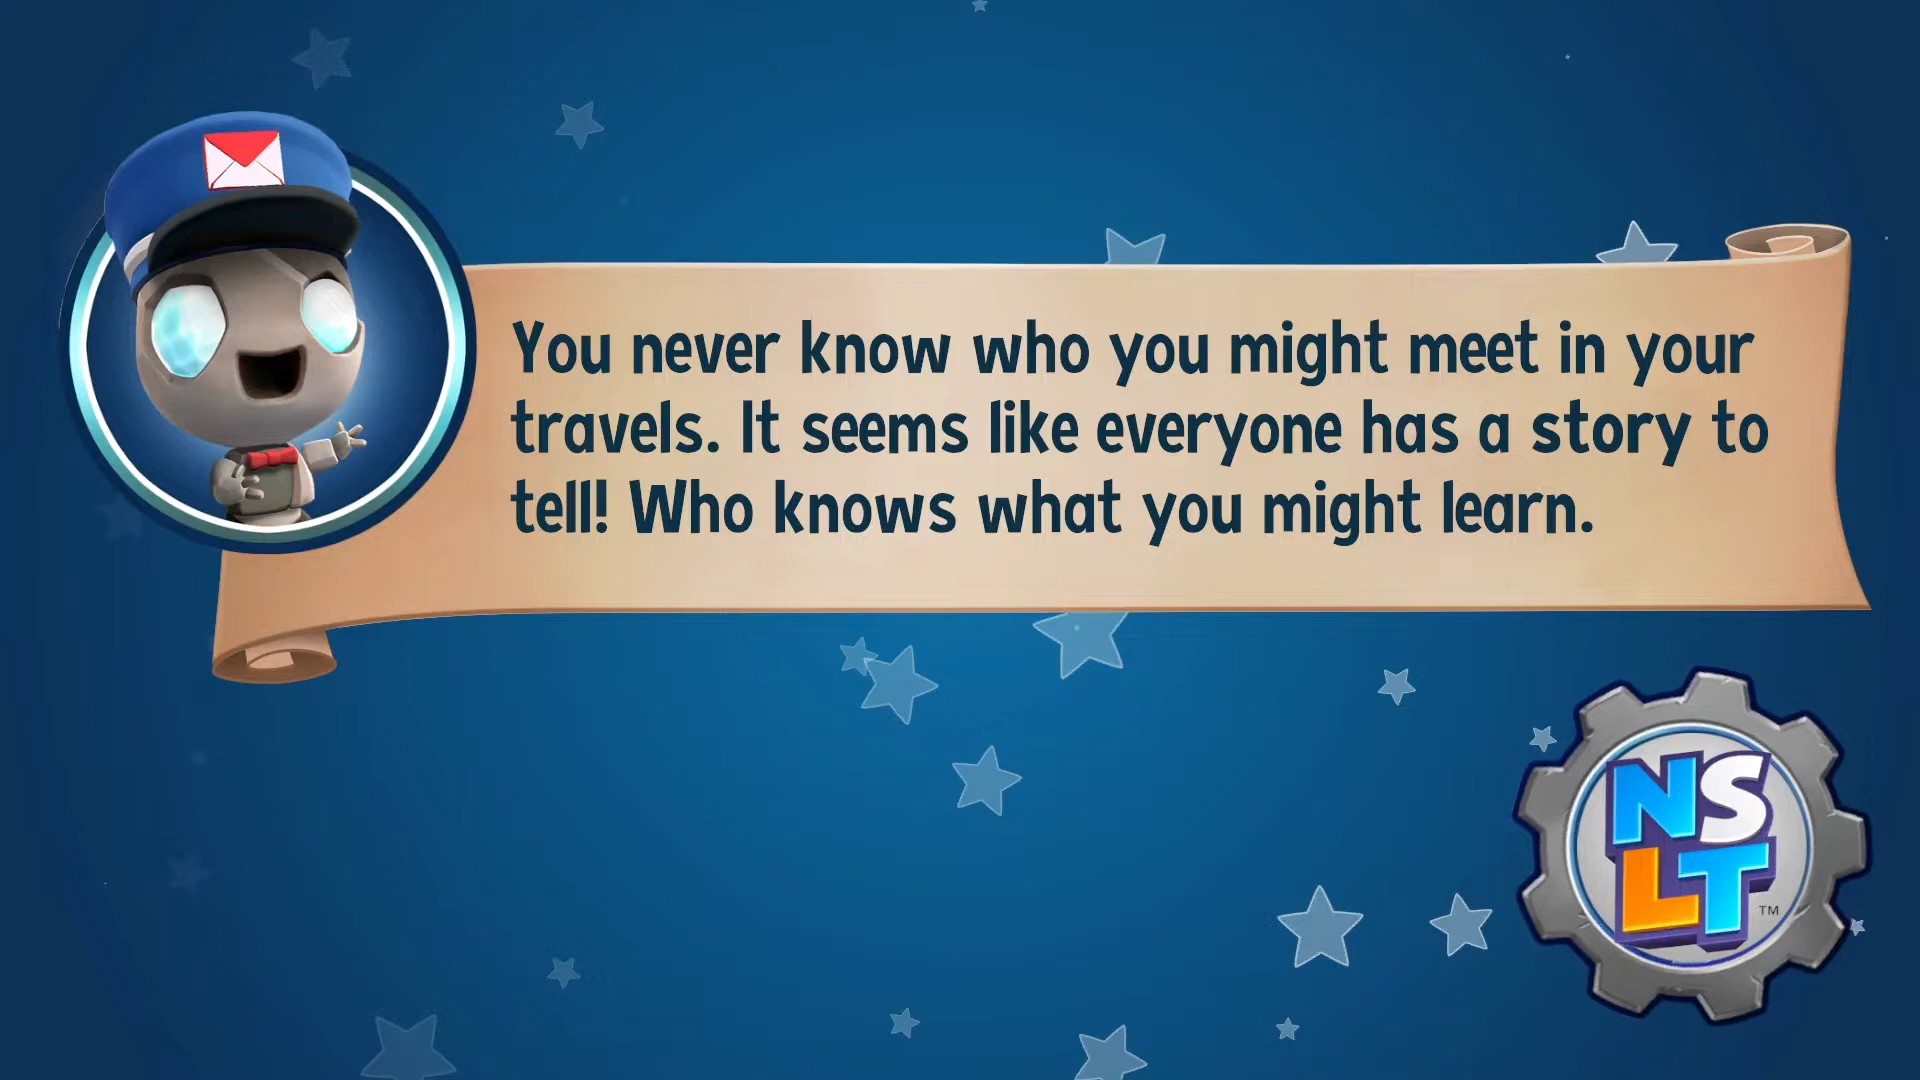 You never know who you might meet in your
travels. It seems like everyone has a story to
tell! Who knows what you might learn.
NS
LT
TM